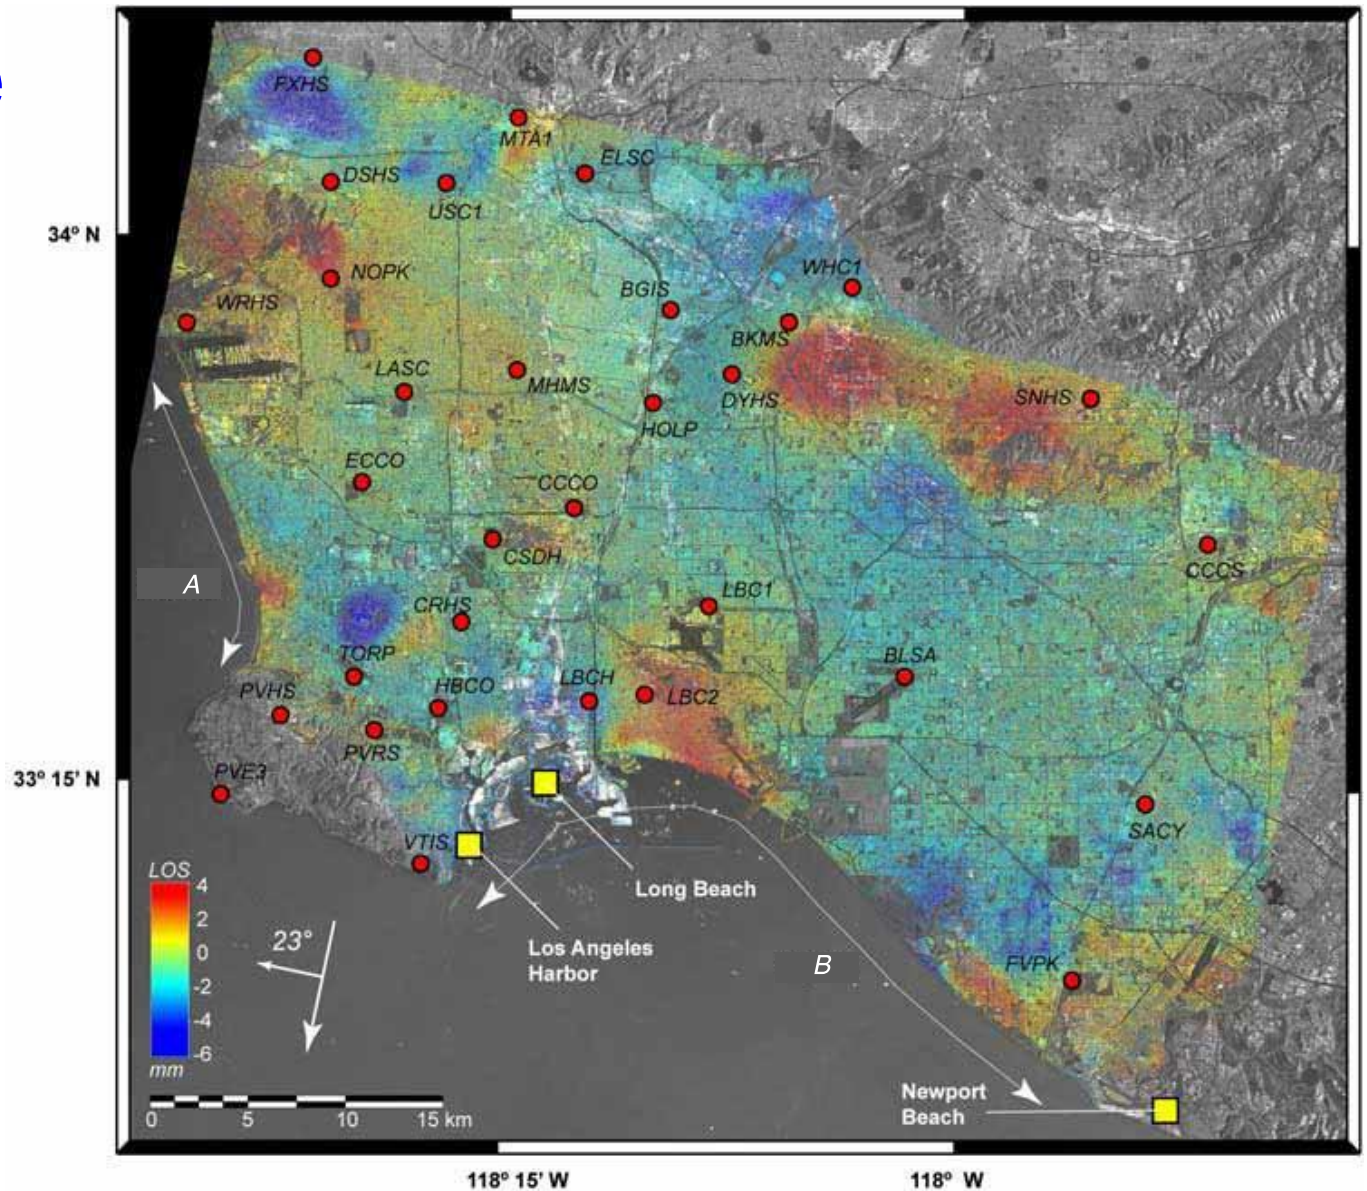 e
FXHS
MTA1
ELSC
DSHS
USC1
34° N
NOPK
WHC1
BGIS
WRHS
BKMS
LASC
MHMS
DYHS
SNHS
HOLP
ECCO
CCCO
CSDH
CCCS
A
CRHS
LBC1
TORP
BLSA
PVHS
HBCO
LBCH
LBC2
PVRS
33° 15' N
PVE3
SACY
VTIS
LOS
4
2
0
-2
-4
-6
mm
23°
Long Beach
Los Angeles
Harbor
B
FVPK
Newport
Beach
0 5 10 15 km
118° 15' W
118° W